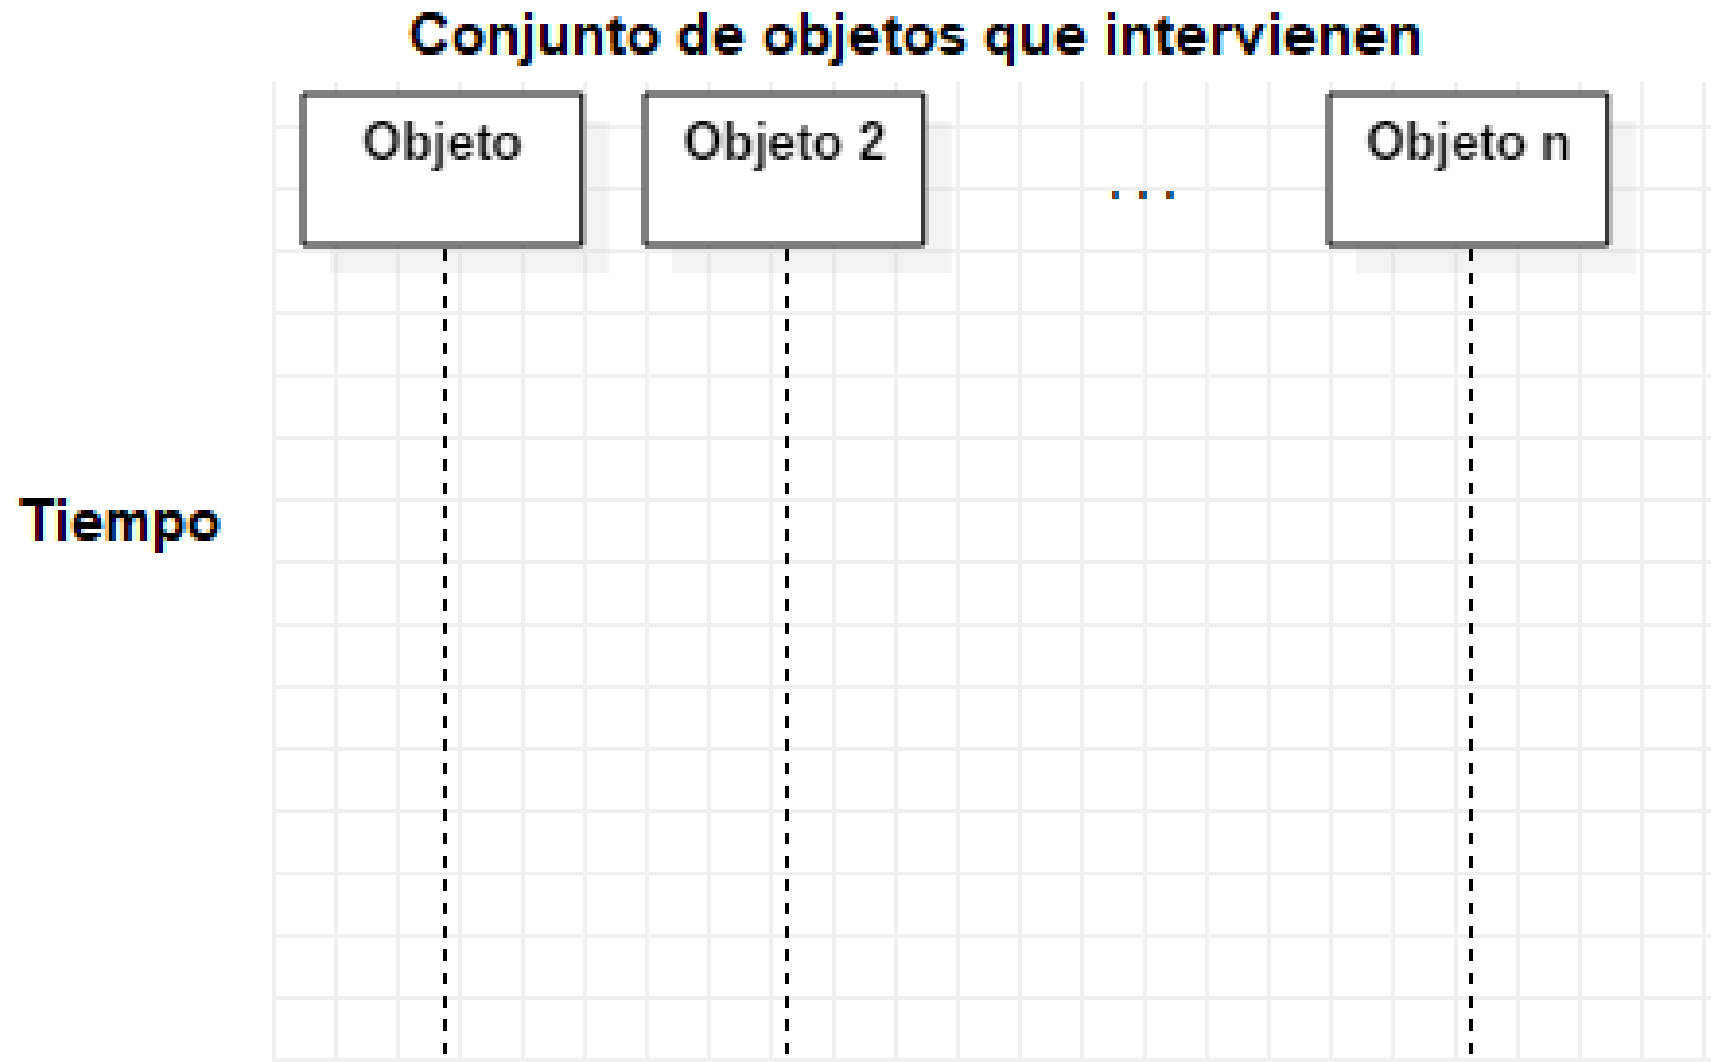 Conjunto de objetos que intervienen
Objeto
Objeto 2
...
Objeto n
Tiempo